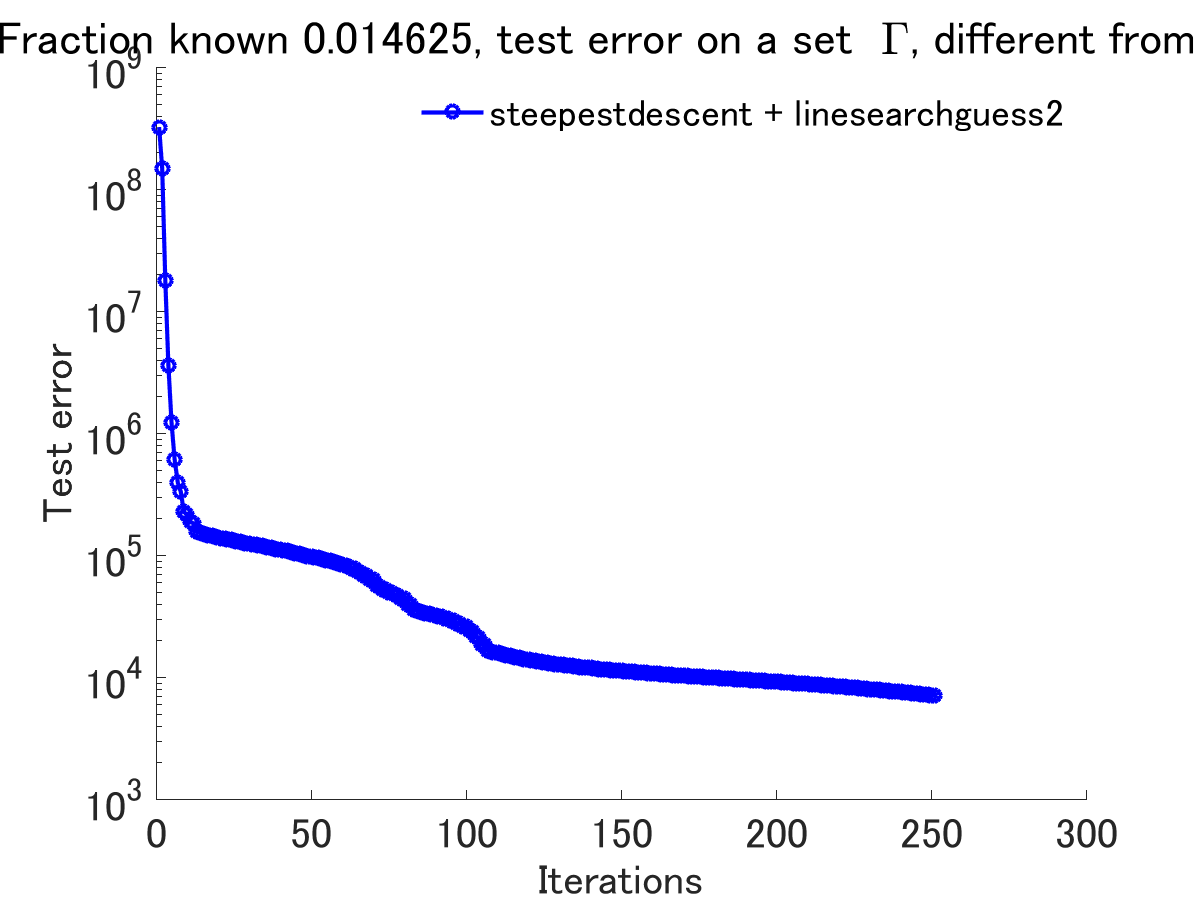 Fraction known 0.014625, test error on a set Γ, different from
10^9
10^8
10^7
10^6
10^5
10^4
10^3
Test error
steepestdescent + linesearchguess2
0 50 100 150 200 250 300
Iterations